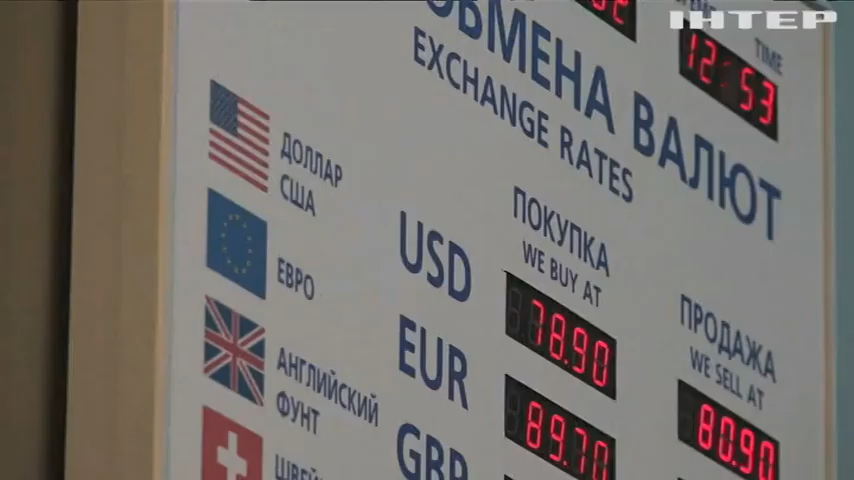 ІНТЕР
TIME
12:53
ОБМЕНА ВАЛЮТ
EXCHANGE RATES
ПОКУПКА
WE BUY AT
ПРОДАЖА
WE SELL AT
ДОЛЛАР
США
USD
78.90
80.90
ЕВРО
EUR
89.70
АНГЛИЙСКИЙ
ФУНТ
GBP